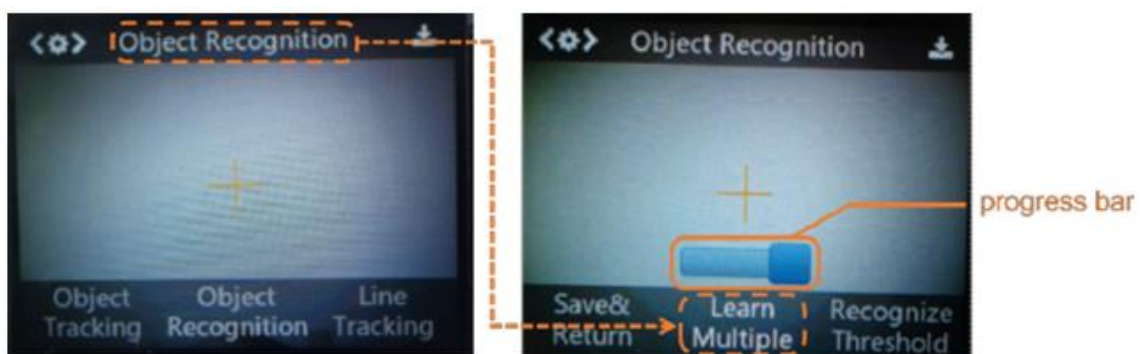 Object Recognition
Object Object Line
Tracking Recognition Tracking
Object Recognition
progress bar
Save& Learn Recognize
Return Multiple Threshold